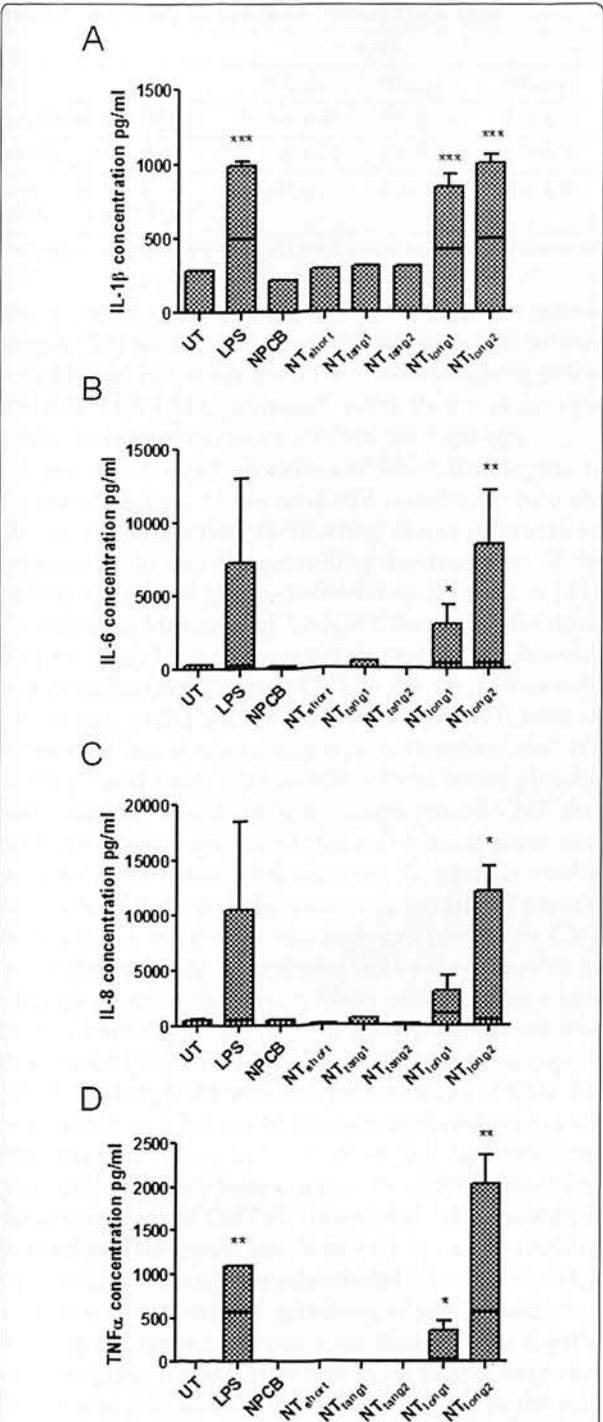 A
IL-1β concentration pg/ml
1500
1000
500
0
***
***
***
UT
LPS
NPCB
NTshort
NTtang1
NTtang2
NTlong1
NTlong2
B
IL-6 concentration pg/ml
15000
10000
5000
0
**
UT
LPS
NPCB
NTshort
NTtang1
NTtang2
NTlong1
NTlong2
C
IL-8 concentration pg/ml
20000
15000
10000
5000
0
*
UT
LPS
NPCB
NTshort
NTtang1
NTtang2
NTlong1
NTlong2
D
TNFα concentration pg/ml
2500
2000
1500
1000
500
0
**
*
**
UT
LPS
NPCB
NTshort
NTtang1
NTtang2
NTlong1
NTlong2